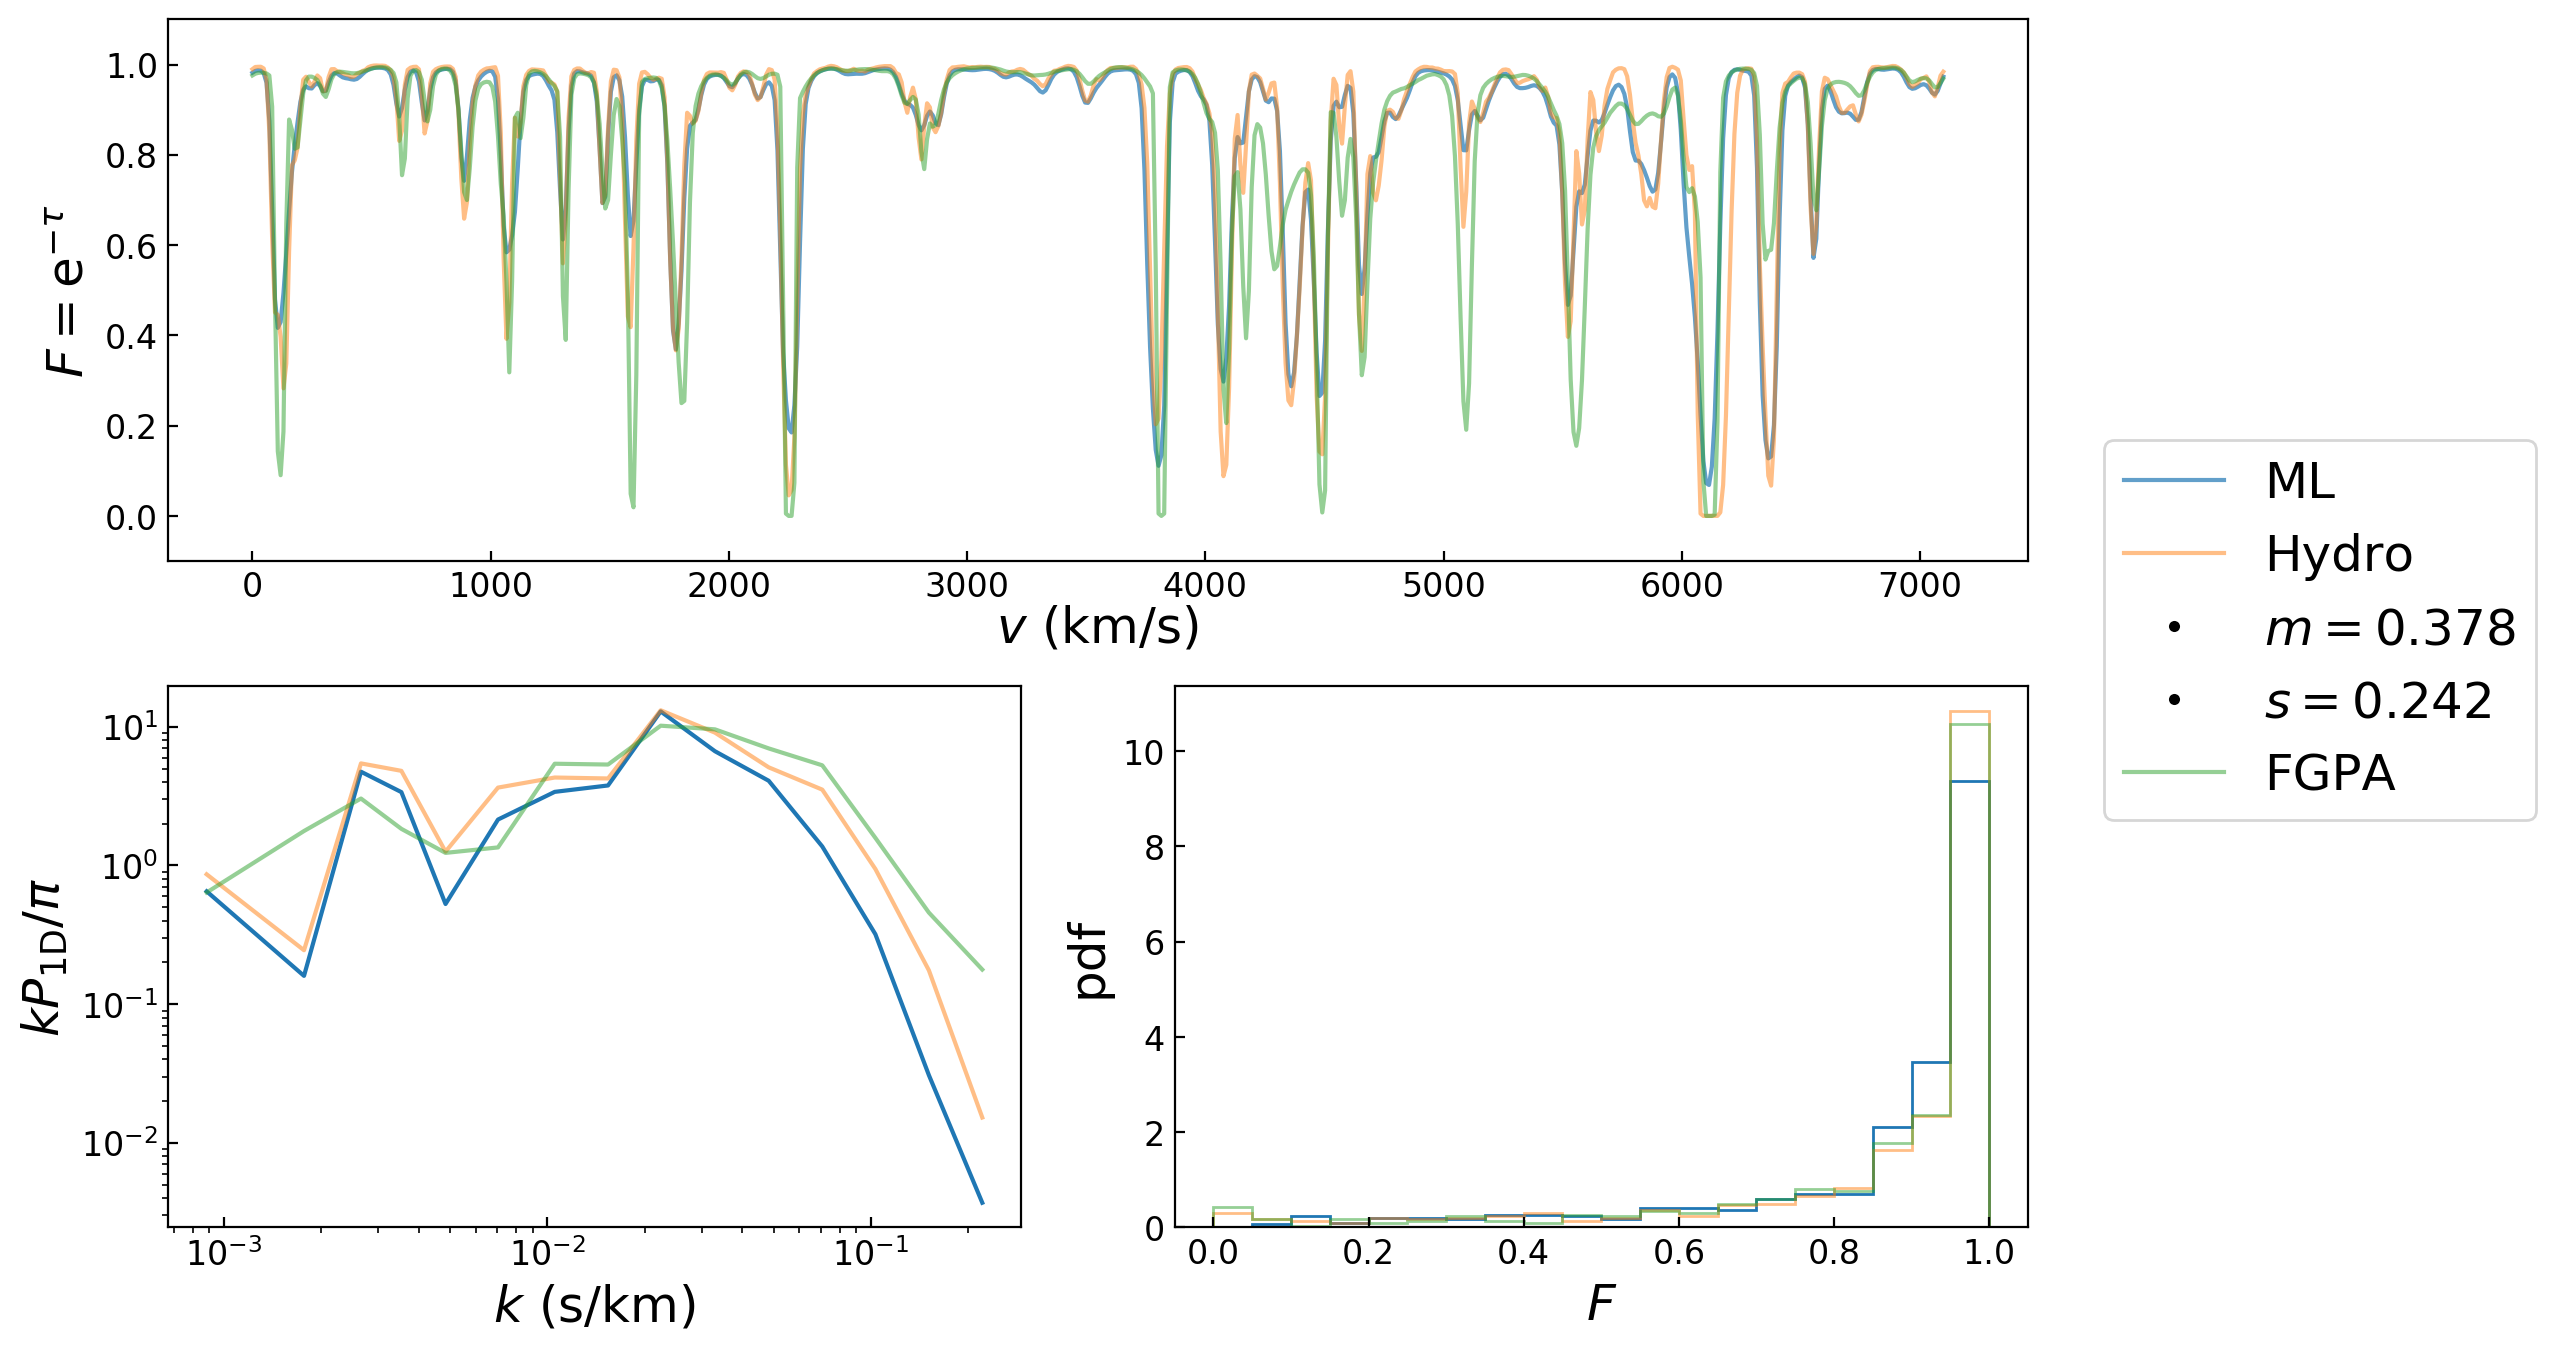 1.0
0.8
0.6
0.4
0.2
0.0
F = e^{-τ}
0 1000 2000 3000 4000 5000 6000 7000
v (km/s)
ML
Hydro
m = 0.378
s = 0.242
FGPA
10^1
10^0
10^{-1}
10^{-2}
kP_{1D}/π
10^{-3} 10^{-2} 10^{-1}
k (s/km)
10
8
6
4
2
0
pdf
0.0 0.2 0.4 0.6 0.8 1.0
F